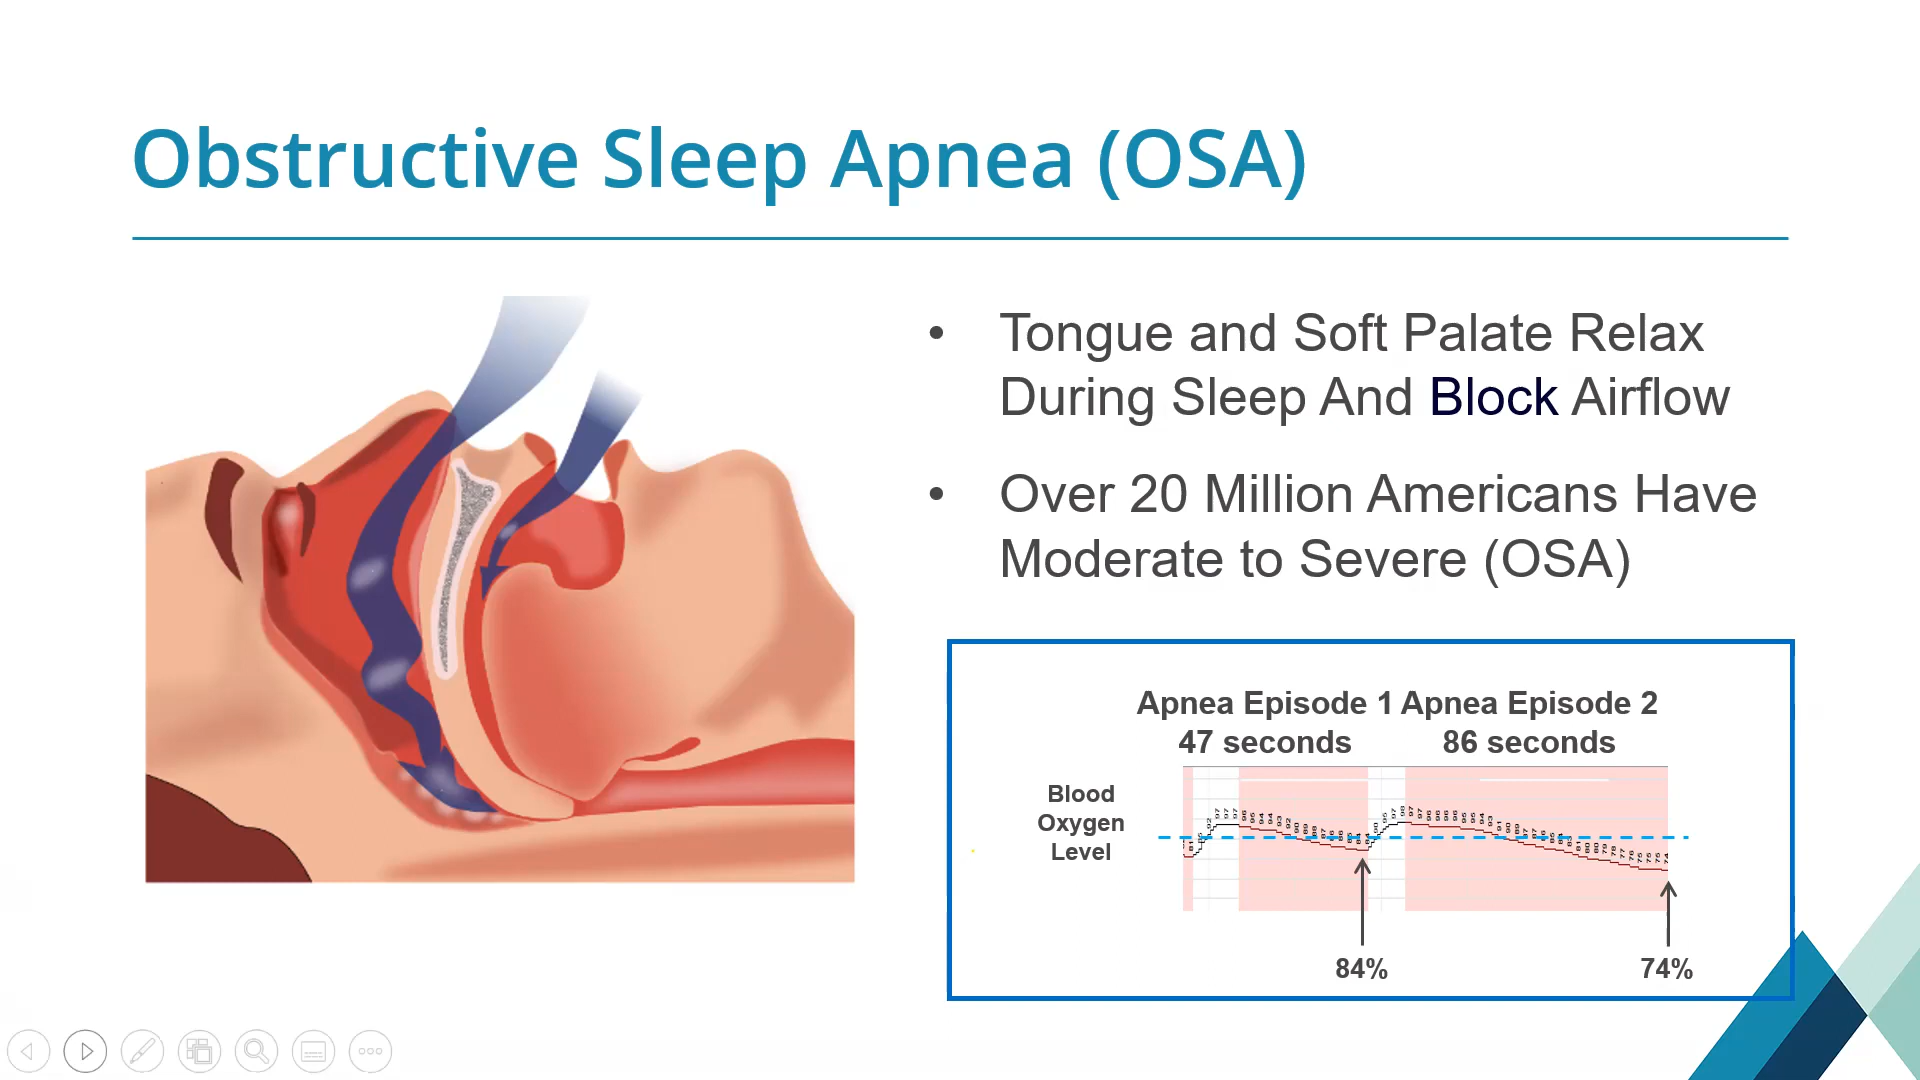 Obstructive Sleep Apnea (OSA)
• Tongue and Soft Palate Relax
During Sleep And Block Airflow
• Over 20 Million Americans Have
Moderate to Severe (OSA)
Apnea Episode 1 Apnea Episode 2
47 seconds 86 seconds
Blood
Oxygen
Level
84% 74%